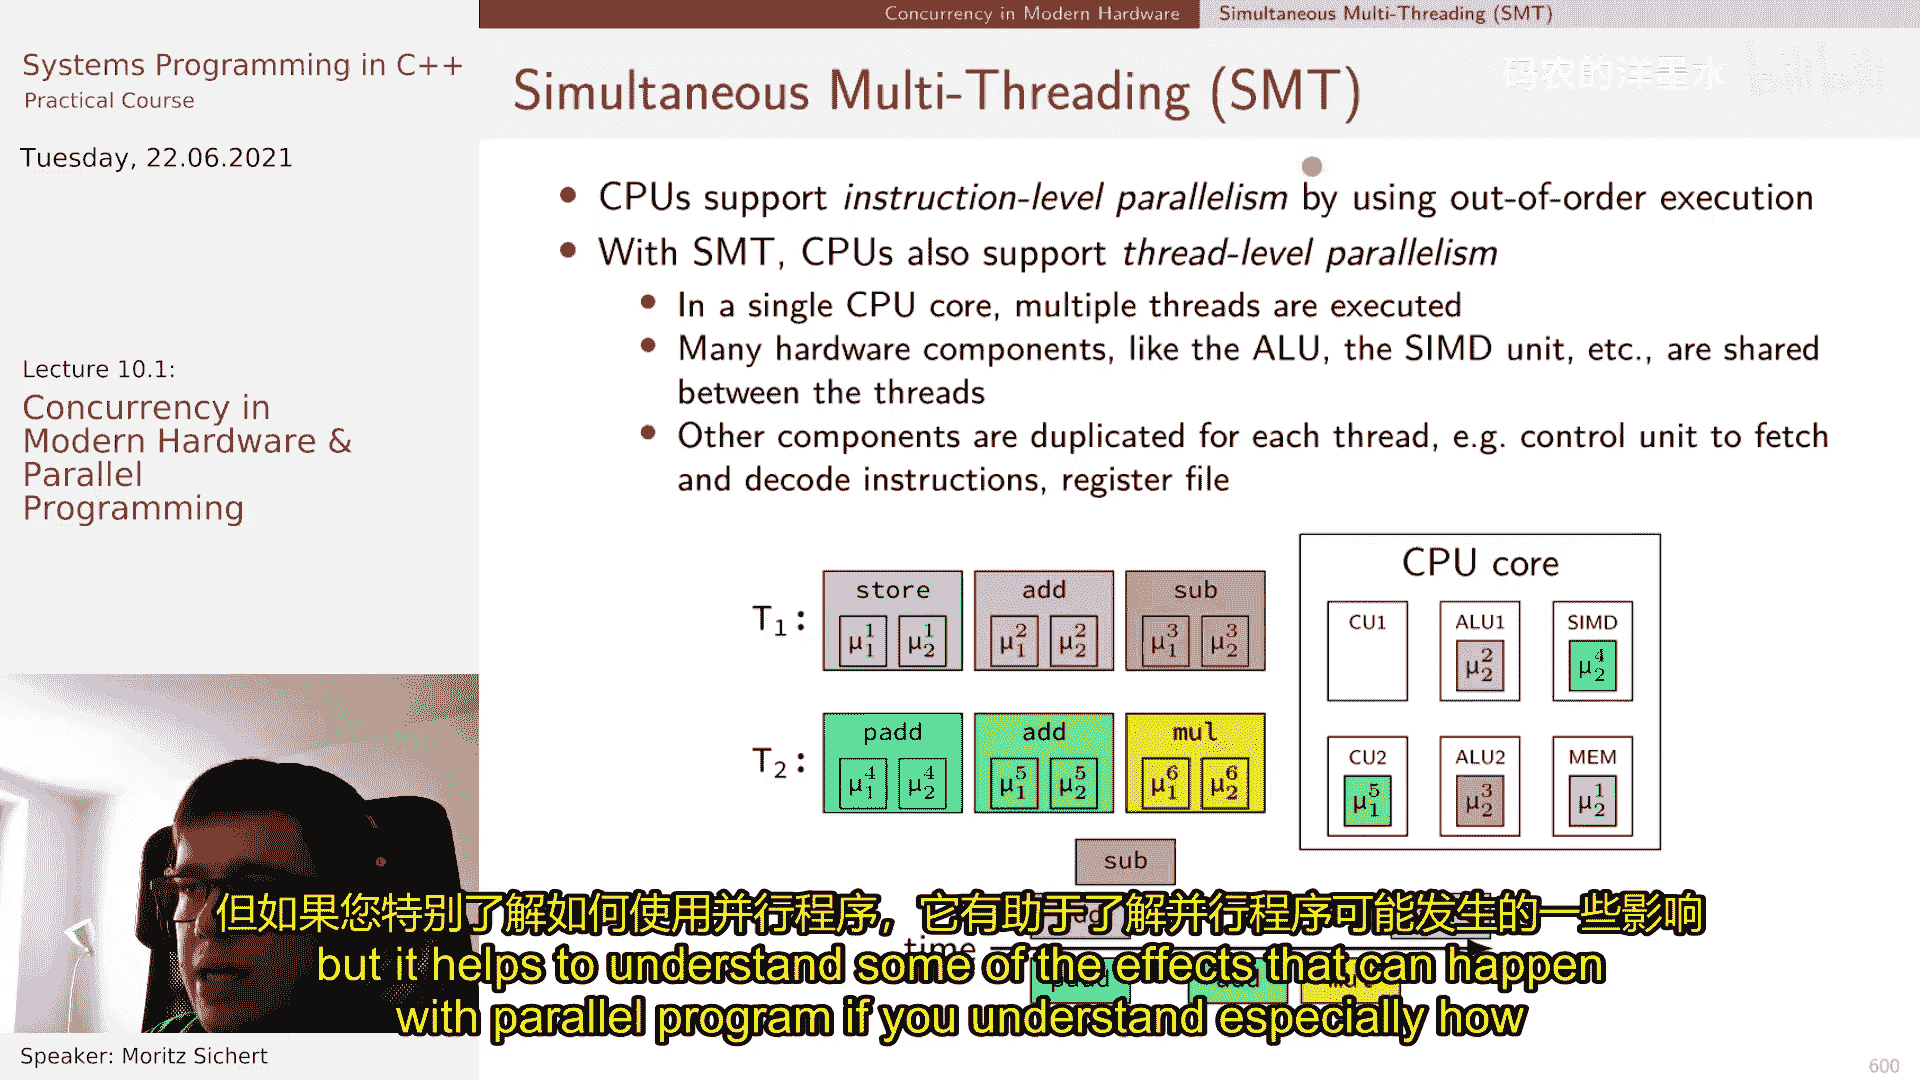 Concurrency in Modern Hardware
Simultaneous Multi-Threading (SMT)
Systems Programming in C++
Practical Course
Tuesday, 22.06.2021
Lecture 10.1:
Concurrency in
Modern Hardware &
Parallel
Programming
Simultaneous Multi-Threading (SMT)
码农的洋墨水
bilibili
• CPUs support instruction-level parallelism by using out-of-order execution
• With SMT, CPUs also support thread-level parallelism
• In a single CPU core, multiple threads are executed
• Many hardware components, like the ALU, the SIMD unit, etc., are shared
between the threads
• Other components are duplicated for each thread, e.g. control unit to fetch
and decode instructions, register file
T₁:
store
μ¹₁ μ¹₂
add
μ²₁ μ²₂
sub
μ³₁ μ³₂
T₂:
padd
μ⁴₁ μ⁴₂
add
μ⁵₁ μ⁵₂
mul
μ⁶₁ μ⁶₂
CPU core
CU1
ALU1
μ²₂
SIMD
μ⁴₂
CU2
μ⁵₁
ALU2
μ³₂
MEM
μ¹₂
sub
time
但如果您特别了解如何使用并行程序，它有助于了解并行程序可能发生的一些影响
but it helps to understand some of the effects that can happen
with parallel program if you understand especially how
Speaker: Moritz Sichert
600